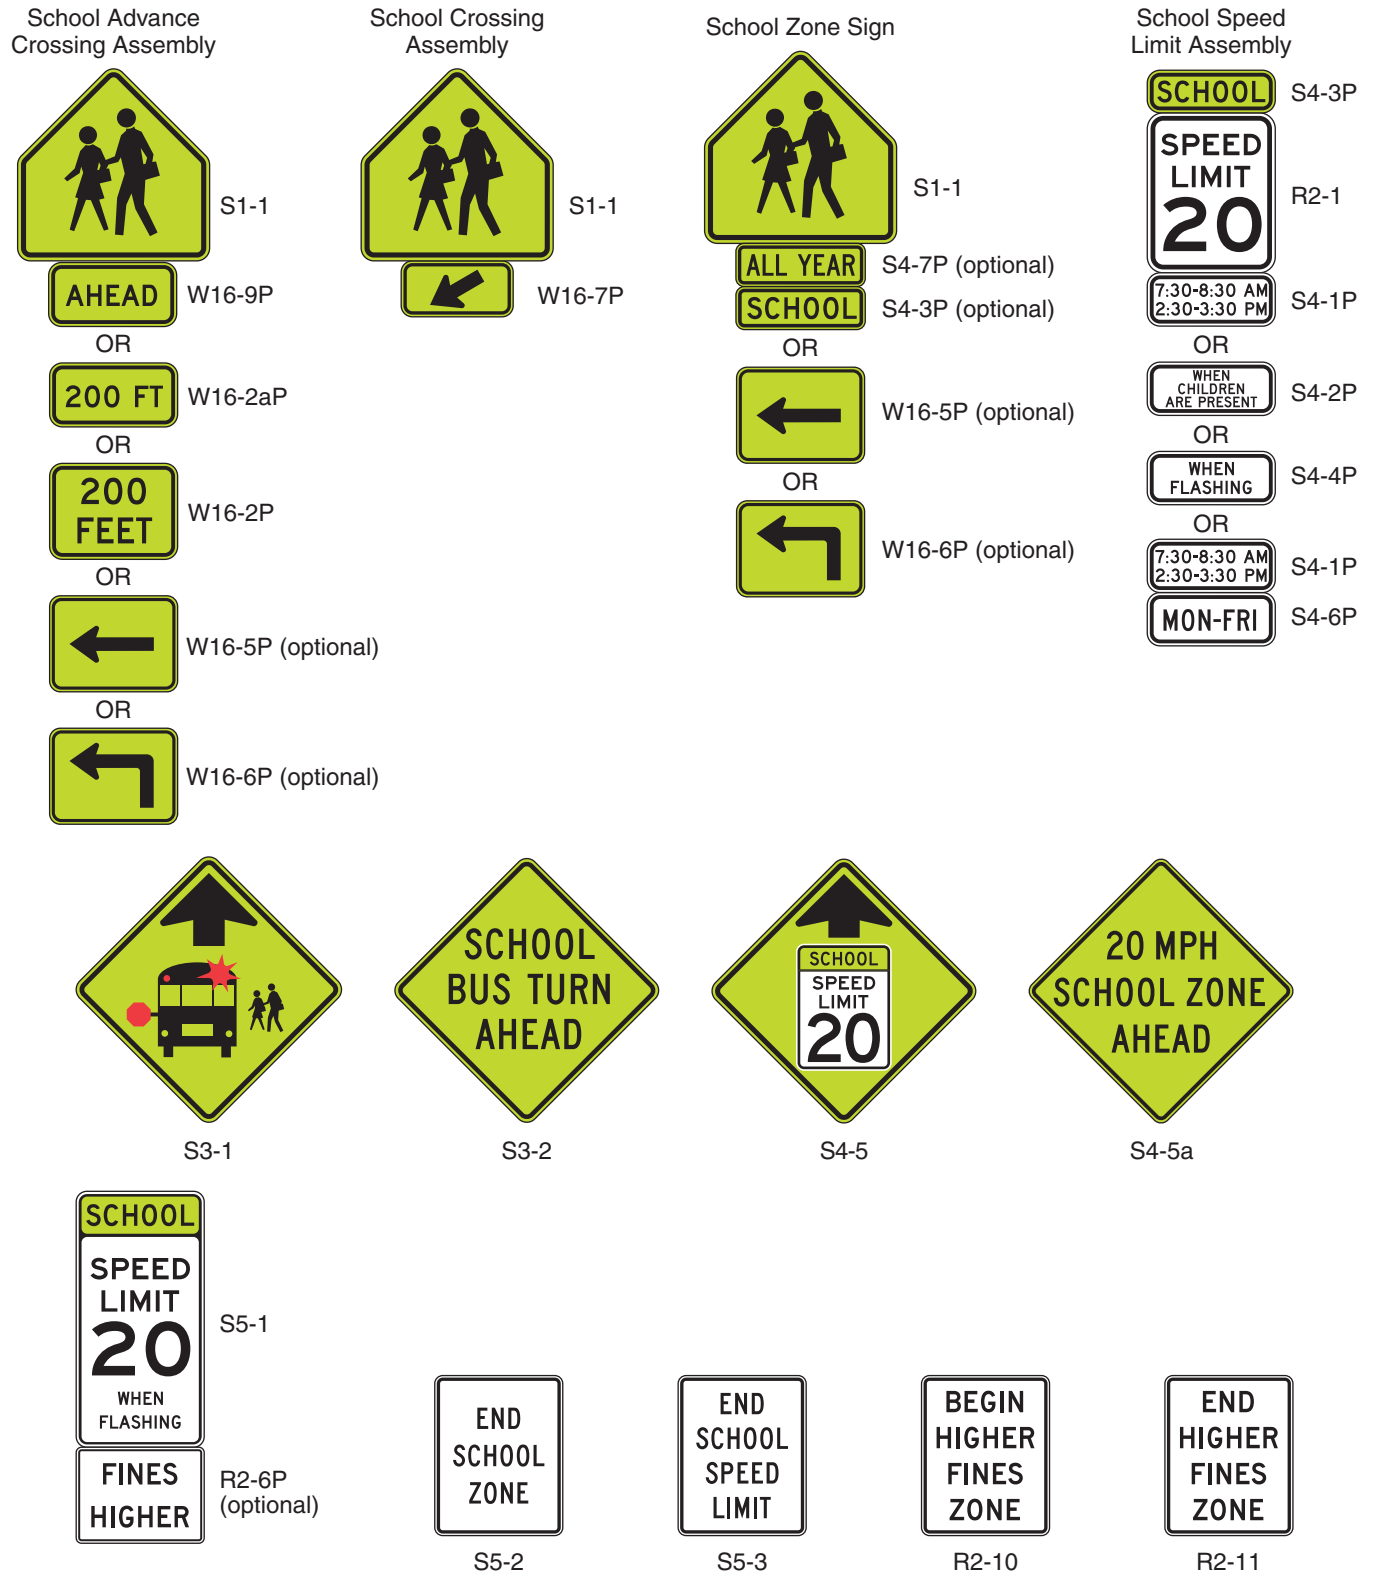 School Advance
Crossing Assembly
S1-1
AHEAD
W16-9P
OR
200 FT
W16-2aP
OR
200
FEET
W16-2P
OR
W16-5P (optional)
OR
W16-6P (optional)
School Crossing
Assembly
S1-1
W16-7P
School Zone Sign
S1-1
ALL YEAR
S4-7P (optional)
SCHOOL
S4-3P (optional)
OR
W16-5P (optional)
OR
W16-6P (optional)
School Speed
Limit Assembly
SCHOOL
S4-3P
SPEED
LIMIT
20
R2-1
7:30-8:30 AM
2:30-3:30 PM
S4-1P
OR
WHEN
CHILDREN
ARE PRESENT
S4-2P
OR
WHEN
FLASHING
S4-4P
OR
7:30-8:30 AM
2:30-3:30 PM
S4-1P
MON-FRI
S4-6P
S3-1
SCHOOL
BUS TURN
AHEAD
S3-2
SCHOOL
SPEED
LIMIT
20
S4-5
20 MPH
SCHOOL ZONE
AHEAD
S4-5a
SCHOOL
SPEED
LIMIT
20
WHEN
FLASHING
S5-1
FINES
HIGHER
R2-6P
(optional)
END
SCHOOL
ZONE
S5-2
END
SCHOOL
SPEED
LIMIT
S5-3
BEGIN
HIGHER
FINES
ZONE
R2-10
END
HIGHER
FINES
ZONE
R2-11